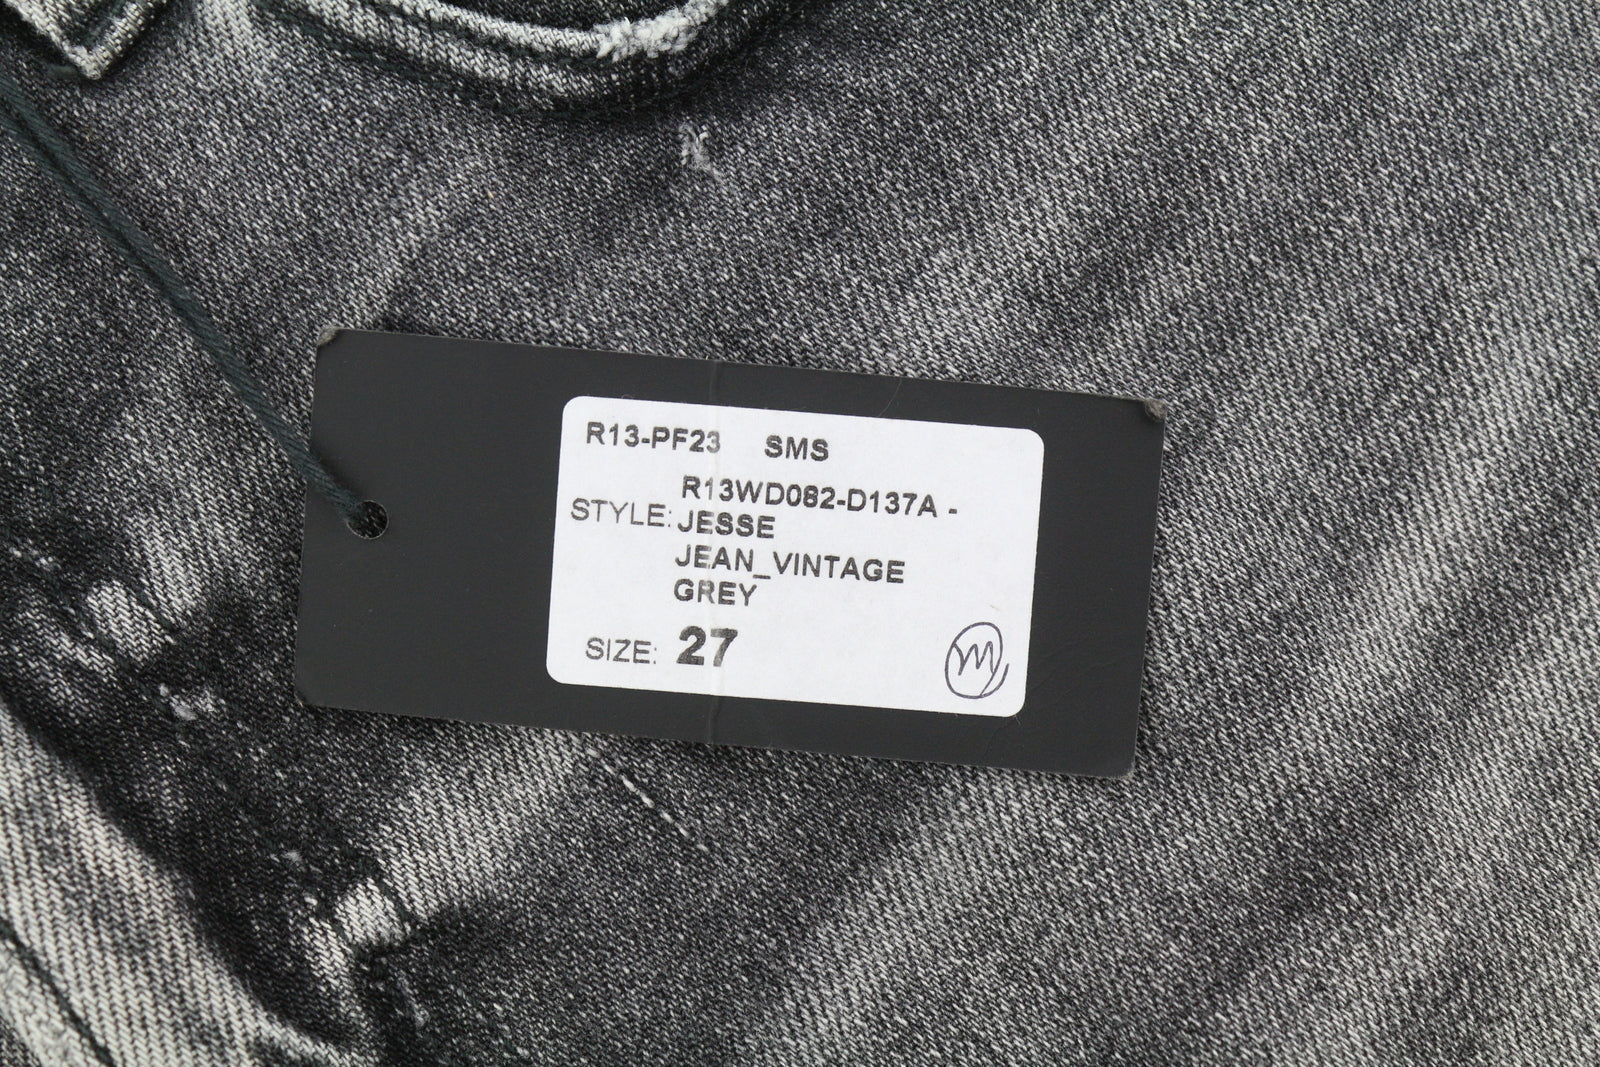 R13-PF23 SMS
R13WD082-D137A -
STYLE: JESSE
JEAN_VINTAGE
GREY
SIZE: 27
m